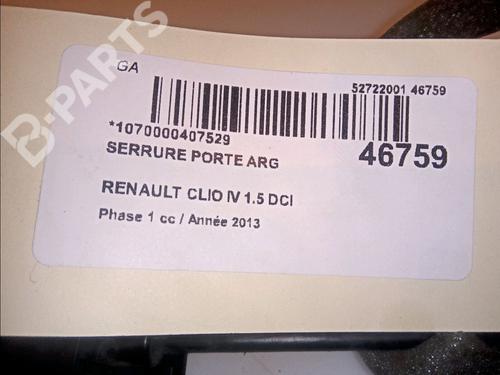 B-PARTS
GA
52722001 46759
*1070000407529
46759
SERRURE PORTE ARG
RENAULT CLIO IV 1.5 DCI
Phase 1 cc / Année 2013